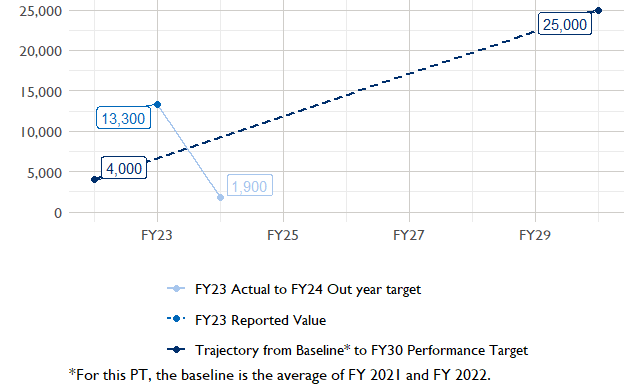 25,000
25,000
20,000
15,000
13,300
10,000
4,000
5,000
1,900
0
FY23 FY25 FY27 FY29
FY23 Actual to FY24 Out year target
FY23 Reported Value
Trajectory from Baseline* to FY30 Performance Target
*For this PT, the baseline is the average of FY 2021 and FY 2022.